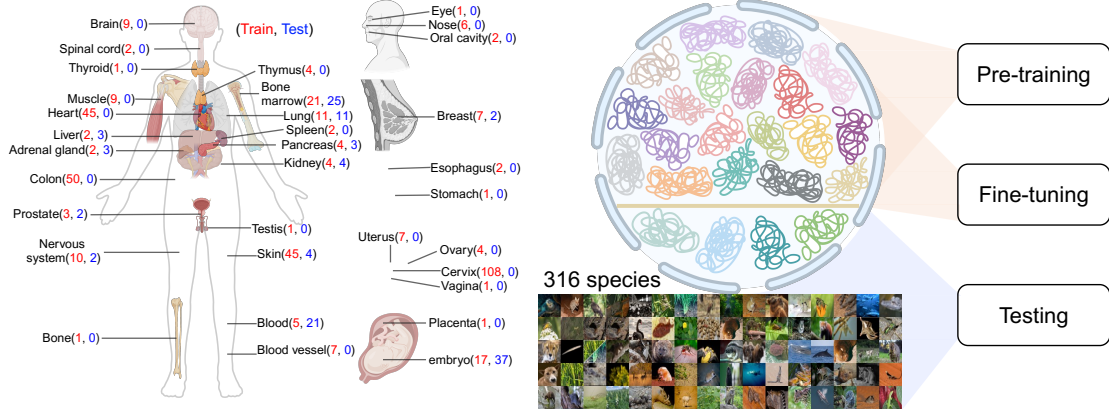 Brain(9, 0)
(Train, Test)
Spinal cord(2, 0)
Thyroid(1, 0)
Thymus(4, 0)
Muscle(9, 0)
Bone
marrow(21, 25)
Heart(45, 0)
Lung(11, 11)
Liver(2, 3)
Spleen(2, 0)
Adrenal gland(2, 3)
Pancreas(4, 3)
Kidney(4, 4)
Colon(50, 0)
Prostate(3, 2)
Testis(1, 0)
Nervous
system(10, 2)
Skin(45, 4)
Blood(5, 21)
Bone(1, 0)
Blood vessel(7, 0)
Eye(1, 0)
Nose(6, 0)
Oral cavity(2, 0)
Breast(7, 2)
Esophagus(2, 0)
Stomach(1, 0)
Uterus(7, 0)
Ovary(4, 0)
Cervix(108, 0)
Vagina(1, 0)
Placenta(1, 0)
embryo(17, 37)
316 species
Pre-training
Fine-tuning
Testing